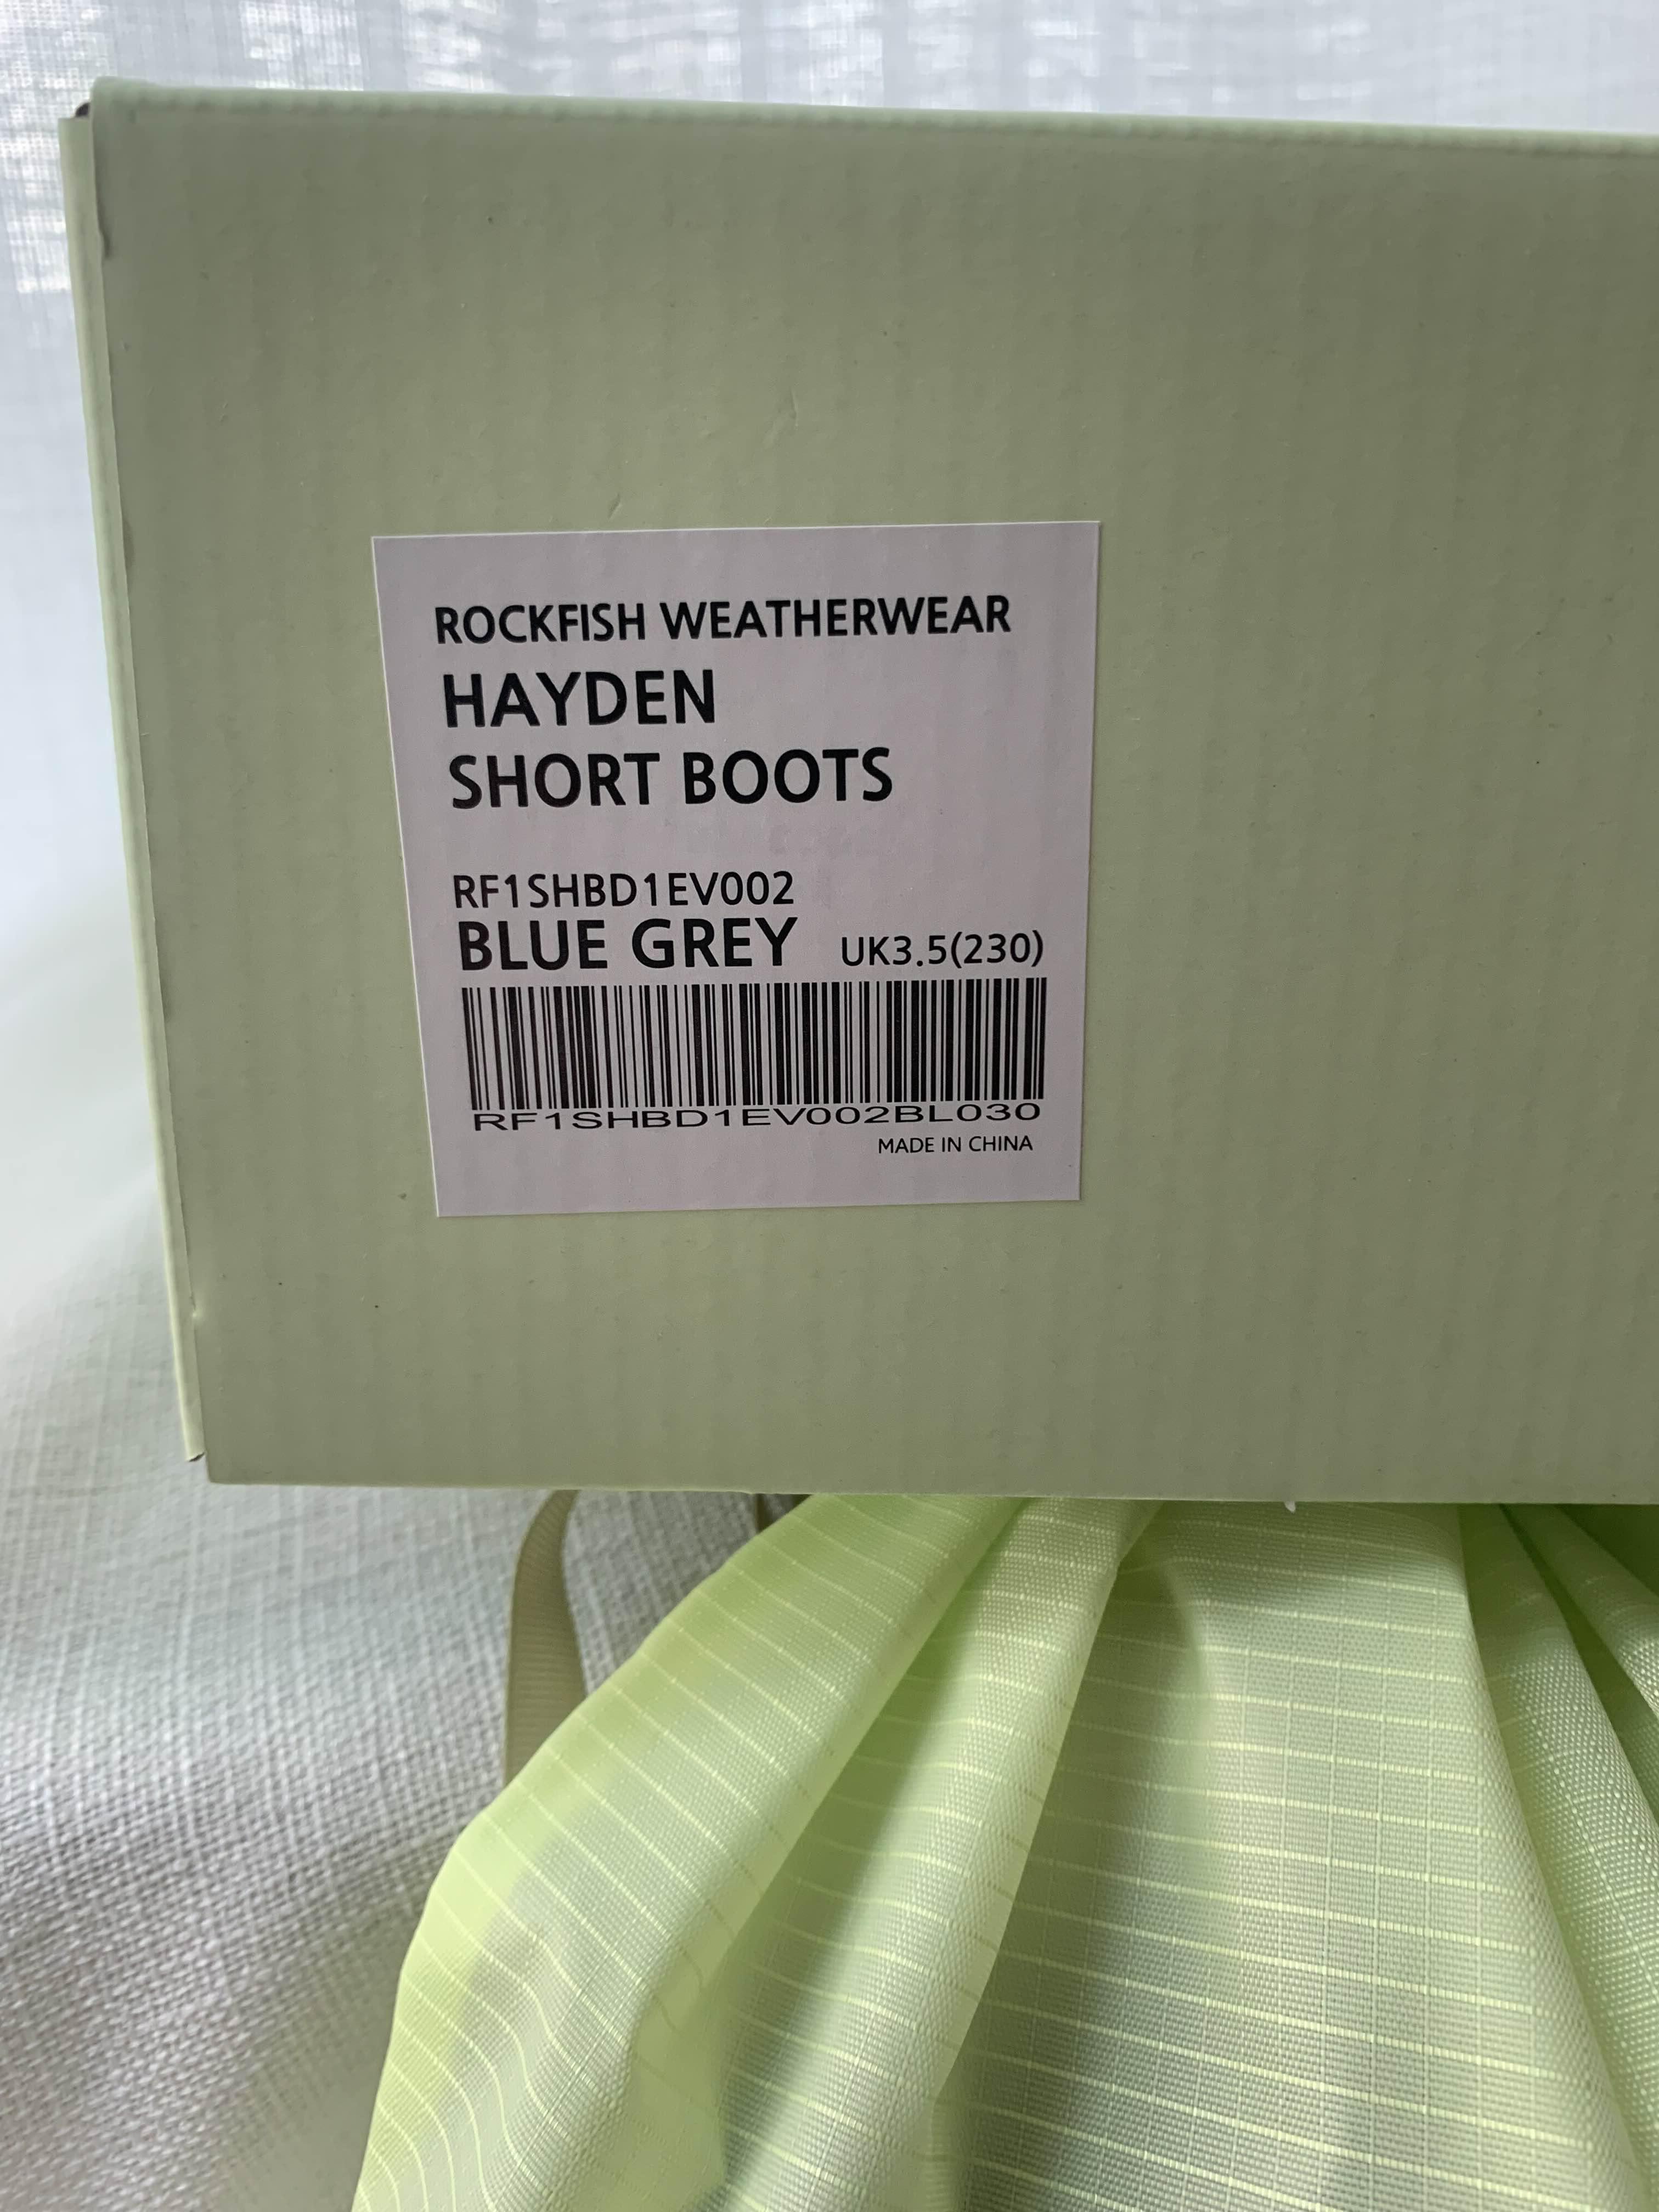 ROCKFISH WEATHERWEAR
HAYDEN
SHORT BOOTS
RF1SHBD1EV002
BLUE GREY UK3.5(230)
RF1SHBD1EV002BL030
MADE IN CHINA